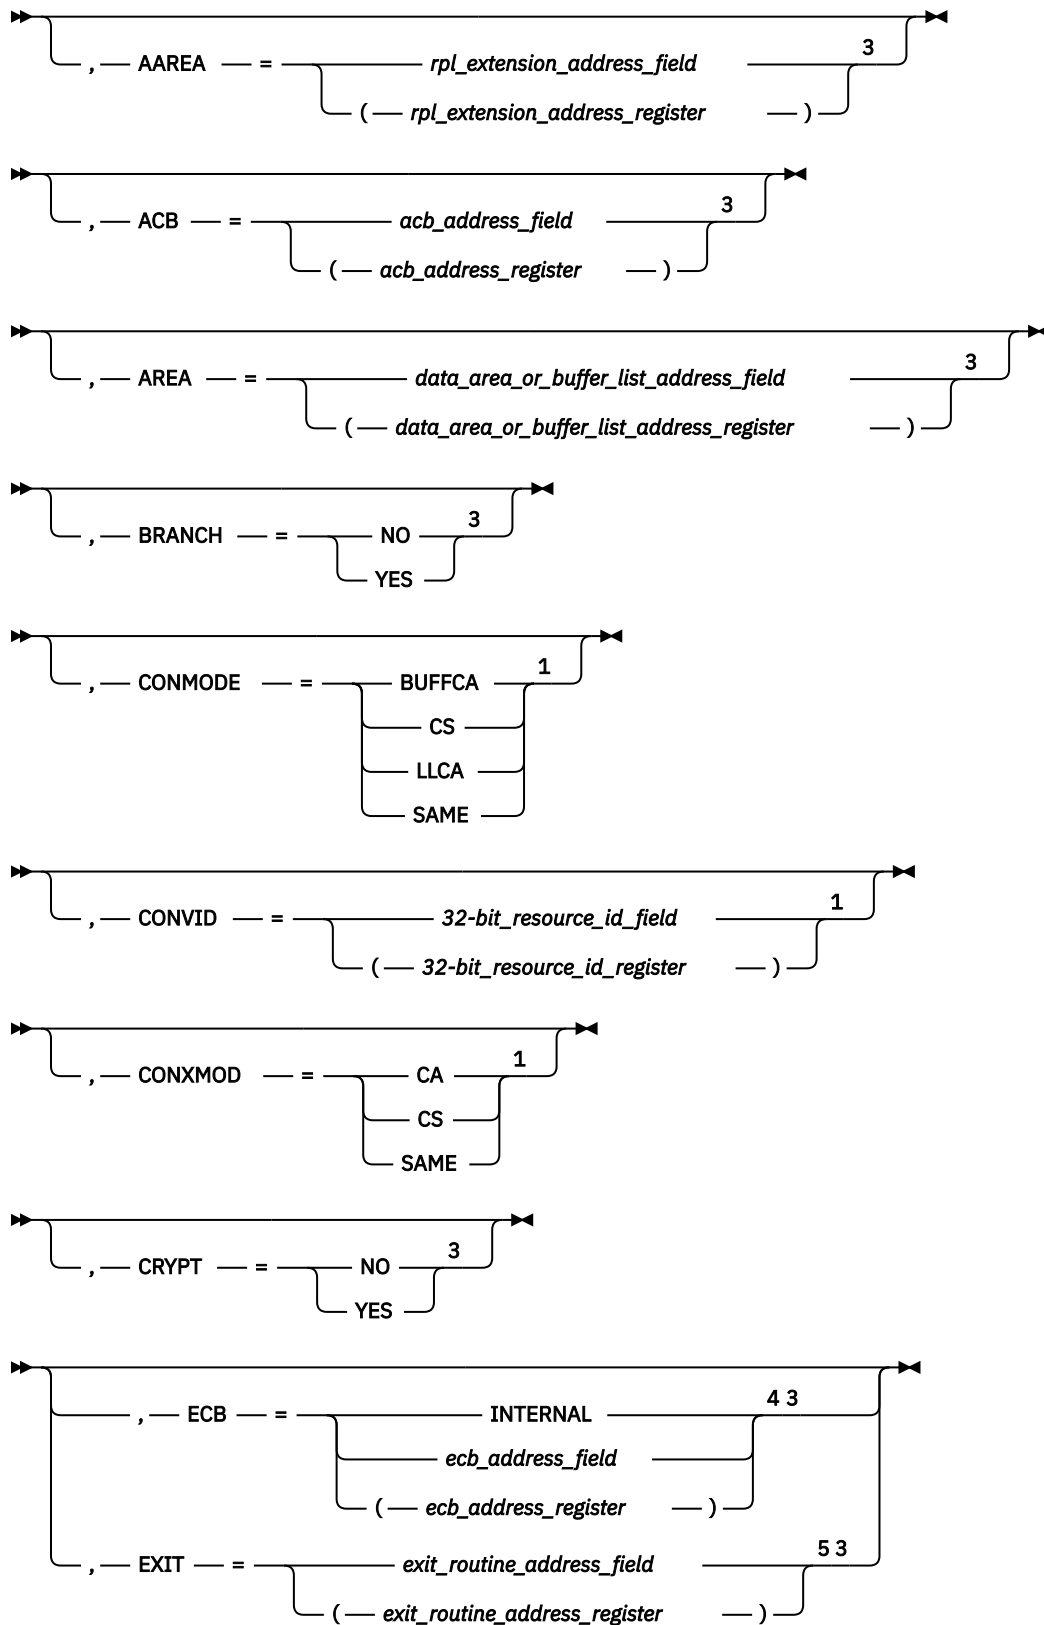 3
, AAREA = rpl_extension_address_field
( rpl_extension_address_register )
3
, ACB = acb_address_field
( acb_address_register )
3
, AREA = data_area_or_buffer_list_address_field
( data_area_or_buffer_list_address_register )
3
, BRANCH = NO
YES
1
, CONMODE = BUFFCA
CS
LLCA
SAME
1
, CONVID = 32-bit_resource_id_field
( 32-bit_resource_id_register )
1
, CONXMOD = CA
CS
SAME
3
, CRYPT = NO
YES
4 3
, ECB = INTERNAL
ecb_address_field
( ecb_address_register )
5 3
, EXIT = exit_routine_address_field
( exit_routine_address_register )